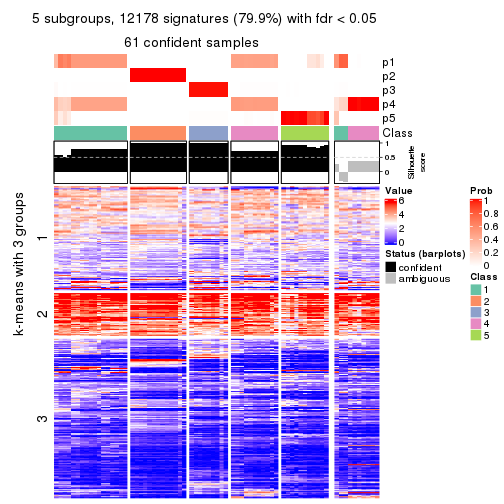 5 subgroups, 12178 signatures (79.9%) with fdr < 0.05
61 confident samples
p1
p2
p3
p4
p5
Class
1
0.5
0
Silhouette
score
k-means with 3 groups
1
2
3
Value
6
4
2
0
Status (barplots)
confident
ambiguous
Prob
1
0.8
0.6
0.4
0.2
0
Class
1
2
3
4
5